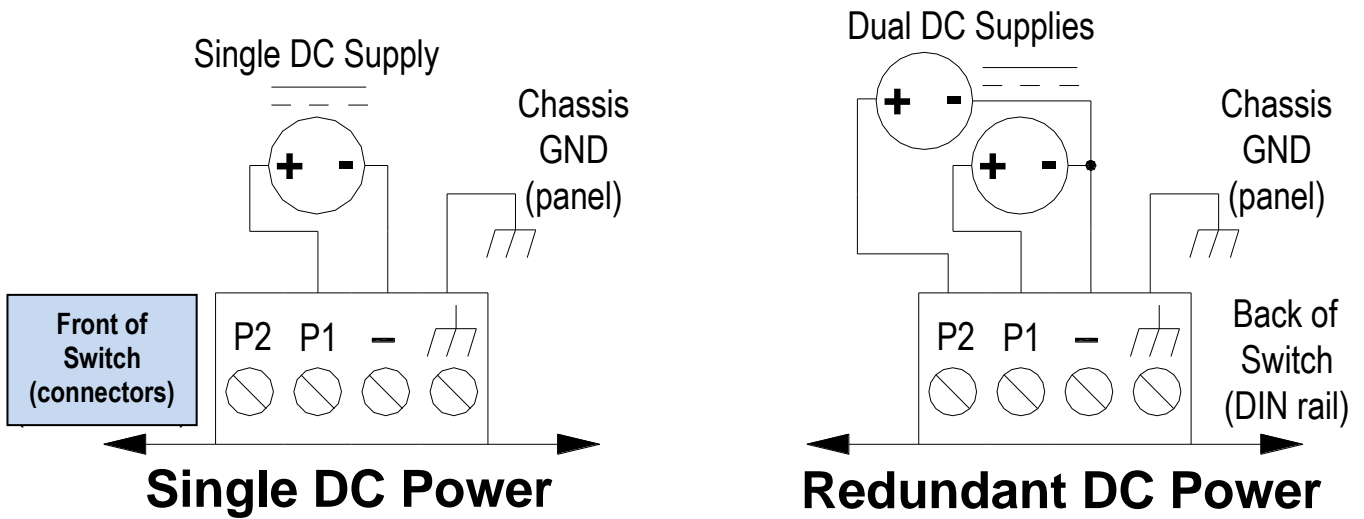 Single DC Supply
+ -
Chassis
GND
(panel)
Front of
Switch
(connectors)
P2 P1 –
Single DC Power
Dual DC Supplies
+ -
+ -
Chassis
GND
(panel)
P2 P1 –
Back of
Switch
(DIN rail)
Redundant DC Power